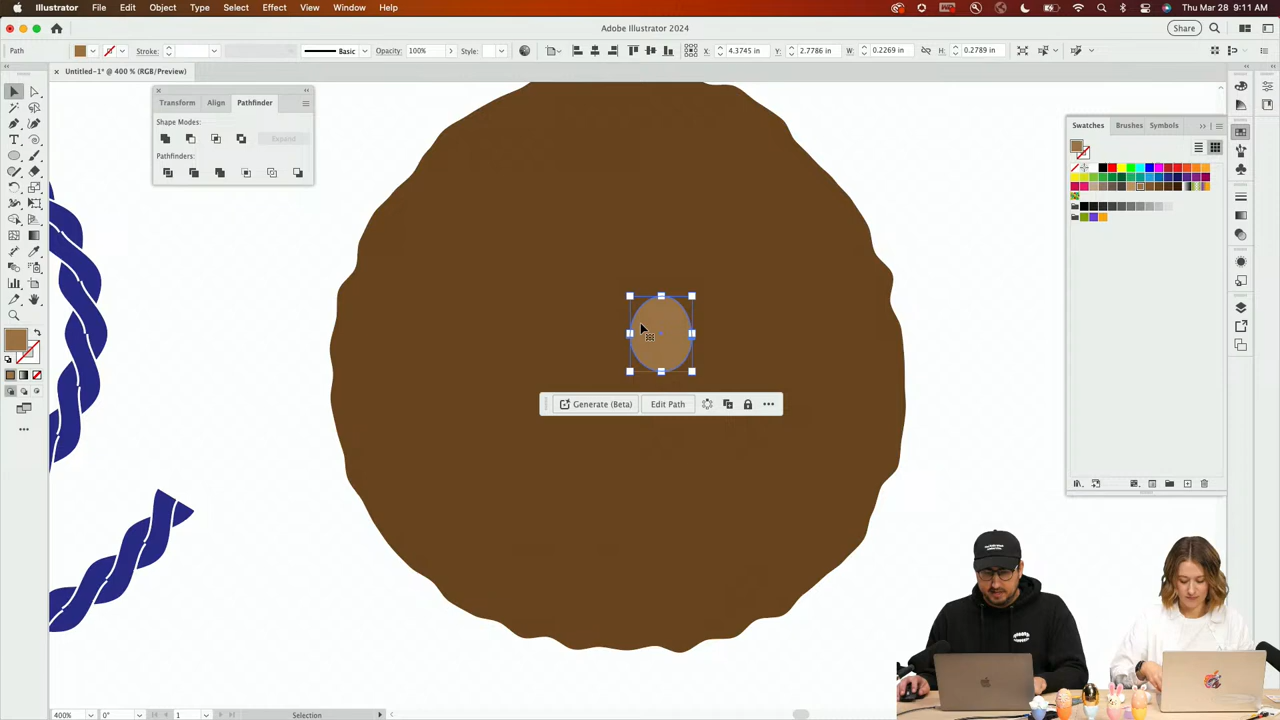 Illustrator File Edit Object Type Select Effect View Window Help Thu Mar 28 9:11 AM
Adobe Illustrator 2024 Share
Path Stroke: Basic Opacity: 100% Style: X: 4.3745 in Y: 2.7786 in W: 0.2269 in H: 0.2789 in
× Untitled-1* @ 400 % (RGB/Preview)
Transform Align Pathfinder
Shape Modes:
Expand
Pathfinders:
Swatches Brushes Symbols
Generate (Beta) Edit Path
400% 0° 1 Selection